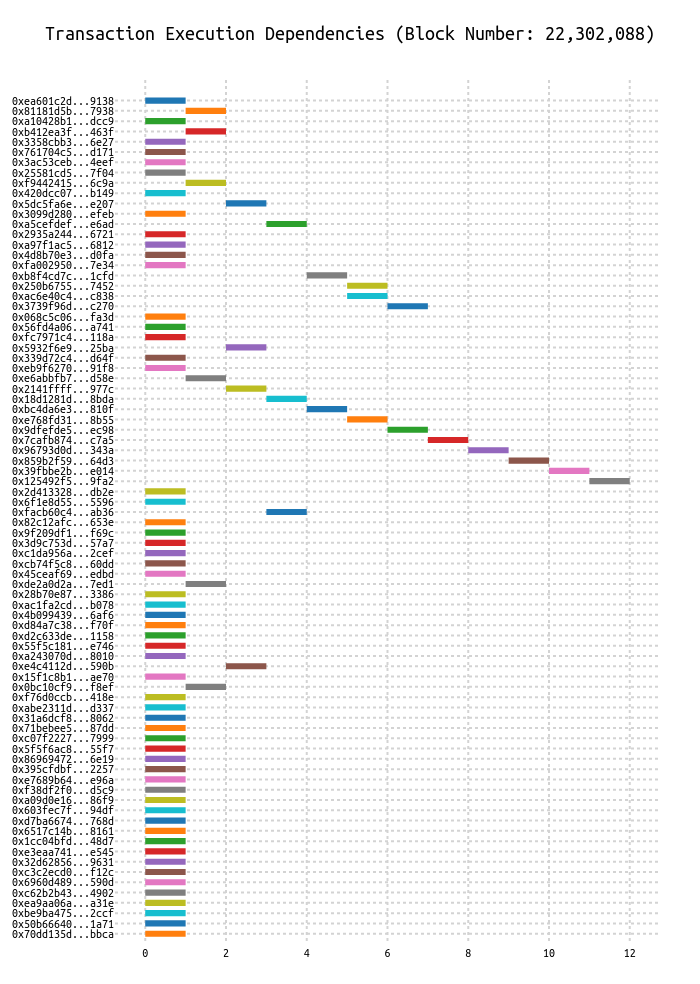 Transaction Execution Dependencies (Block Number: 22,302,088)
0xea601c2d...9138
0x81181d5b...7938
0xa10428b1...dcc9
0xb412ea3f...463f
0x3358cbb3...6e27
0x761704c5...d171
0x3ac53ceb...4eef
0x25581cd5...7f04
0xf9442415...6c9a
0x420dcc07...b149
0x5dc5fa6e...e207
0x3099d280...efeb
0xa5cefdef...e6ad
0x2935a244...6721
0xa97f1ac5...6812
0x4d8b70e3...d0fa
0xfa002950...7e34
0xb8f4cd7c...1cfd
0x250b6755...7452
0xac6e40c4...c838
0x3739f96d...c270
0x068c5c06...fa3d
0x56fd4a06...a741
0xfc7971c4...118a
0x5932f6e9...25ba
0x339d72c4...d64f
0xeb9f6270...91f8
0xe6abbfb7...d58e
0x2141ffff...977c
0x18d1281d...8bda
0xbc4da6e3...810f
0xe768fd31...8b55
0x9dfefde5...ec98
0x7cafb874...c7a5
0x96793d0d...343a
0x859b2f59...64d3
0x39fbbe2b...e014
0x125492f5...9fa2
0x2d413328...db2e
0x6f1e8d55...5596
0xfacb60c4...ab36
0x82c12afc...653e
0x9f209df1...f69c
0x3d9c753d...57a7
0xc1da956a...2cef
0xcb74f5c8...60dd
0x45ceaf69...edbd
0xde2a0d2a...7ed1
0x28b70e87...3386
0xac1fa2cd...b078
0x4b099439...6af6
0xd84a7c38...f70f
0xd2c633de...1158
0x55f5c181...e746
0xa243070d...8010
0xe4c4112d...590b
0x15f1c8b1...ae70
0x0bc10cf9...f8ef
0xf76d0ccb...418e
0xabe2311d...d337
0x31a6dcf8...8062
0x71bebee5...87dd
0xc07f2227...7999
0x5f5f6ac8...55f7
0x86969472...6e19
0x395cfdbf...2257
0xe7689b64...e96a
0xf38df2f0...d5c9
0xa09d0e16...86f9
0x603fec7f...94df
0xd7ba6674...768d
0x6517c14b...8161
0x1cc04bfd...48d7
0xe3eaa741...e545
0x32d62856...9631
0xc3c2ecd0...f12c
0x6960d489...590d
0xc62b2b43...4902
0xea9aa06a...a31e
0xbe9ba475...2ccf
0x50b66640...1a71
0x70dd135d...bbca
0 2 4 6 8 10 12